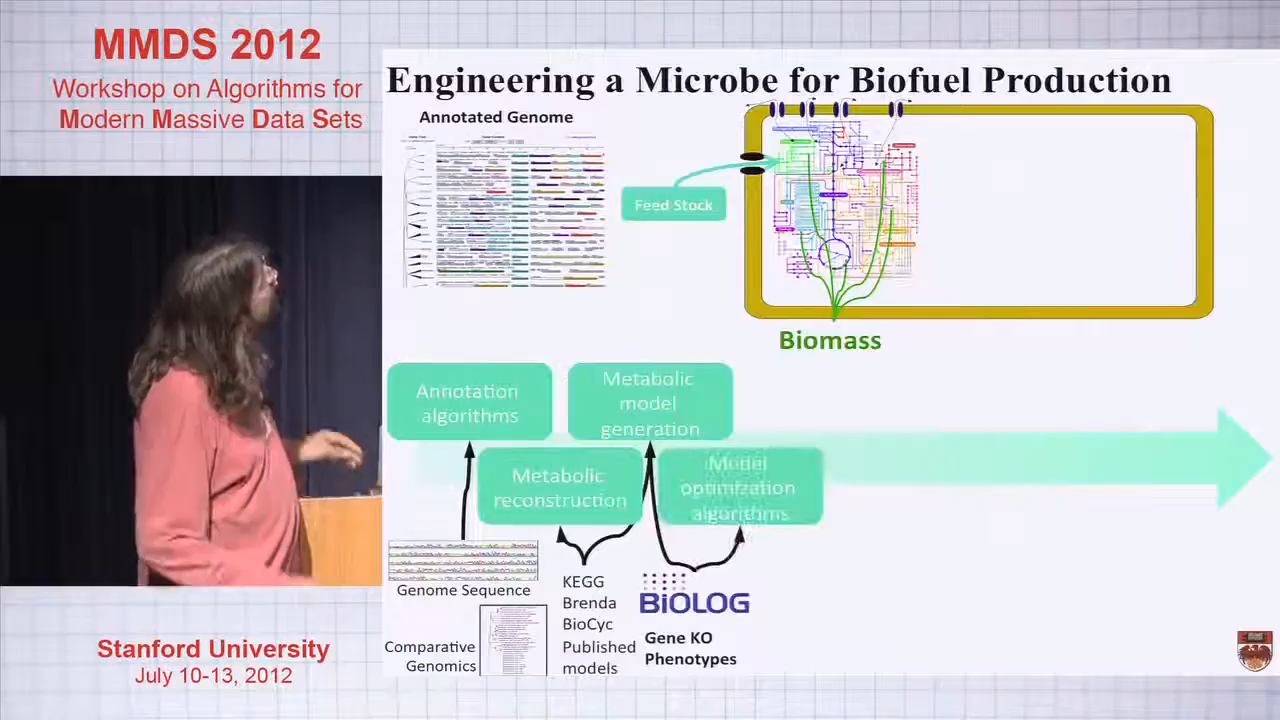 MMDS 2012
Workshop on Algorithms for
Modern Massive Data Sets
Engineering a Microbe for Biofuel Production
Annotated Genome
Feed Stock
Biomass
Annotation
algorithms
Metabolic
model
generation
Metabolic
reconstruction
Model
optimization
algorithms
Genome Sequence
Comparative
Genomics
KEGG
Brenda
BioCyc
Published
models
BiOLOG
Gene KO
Phenotypes
Stanford University
July 10-13, 2012